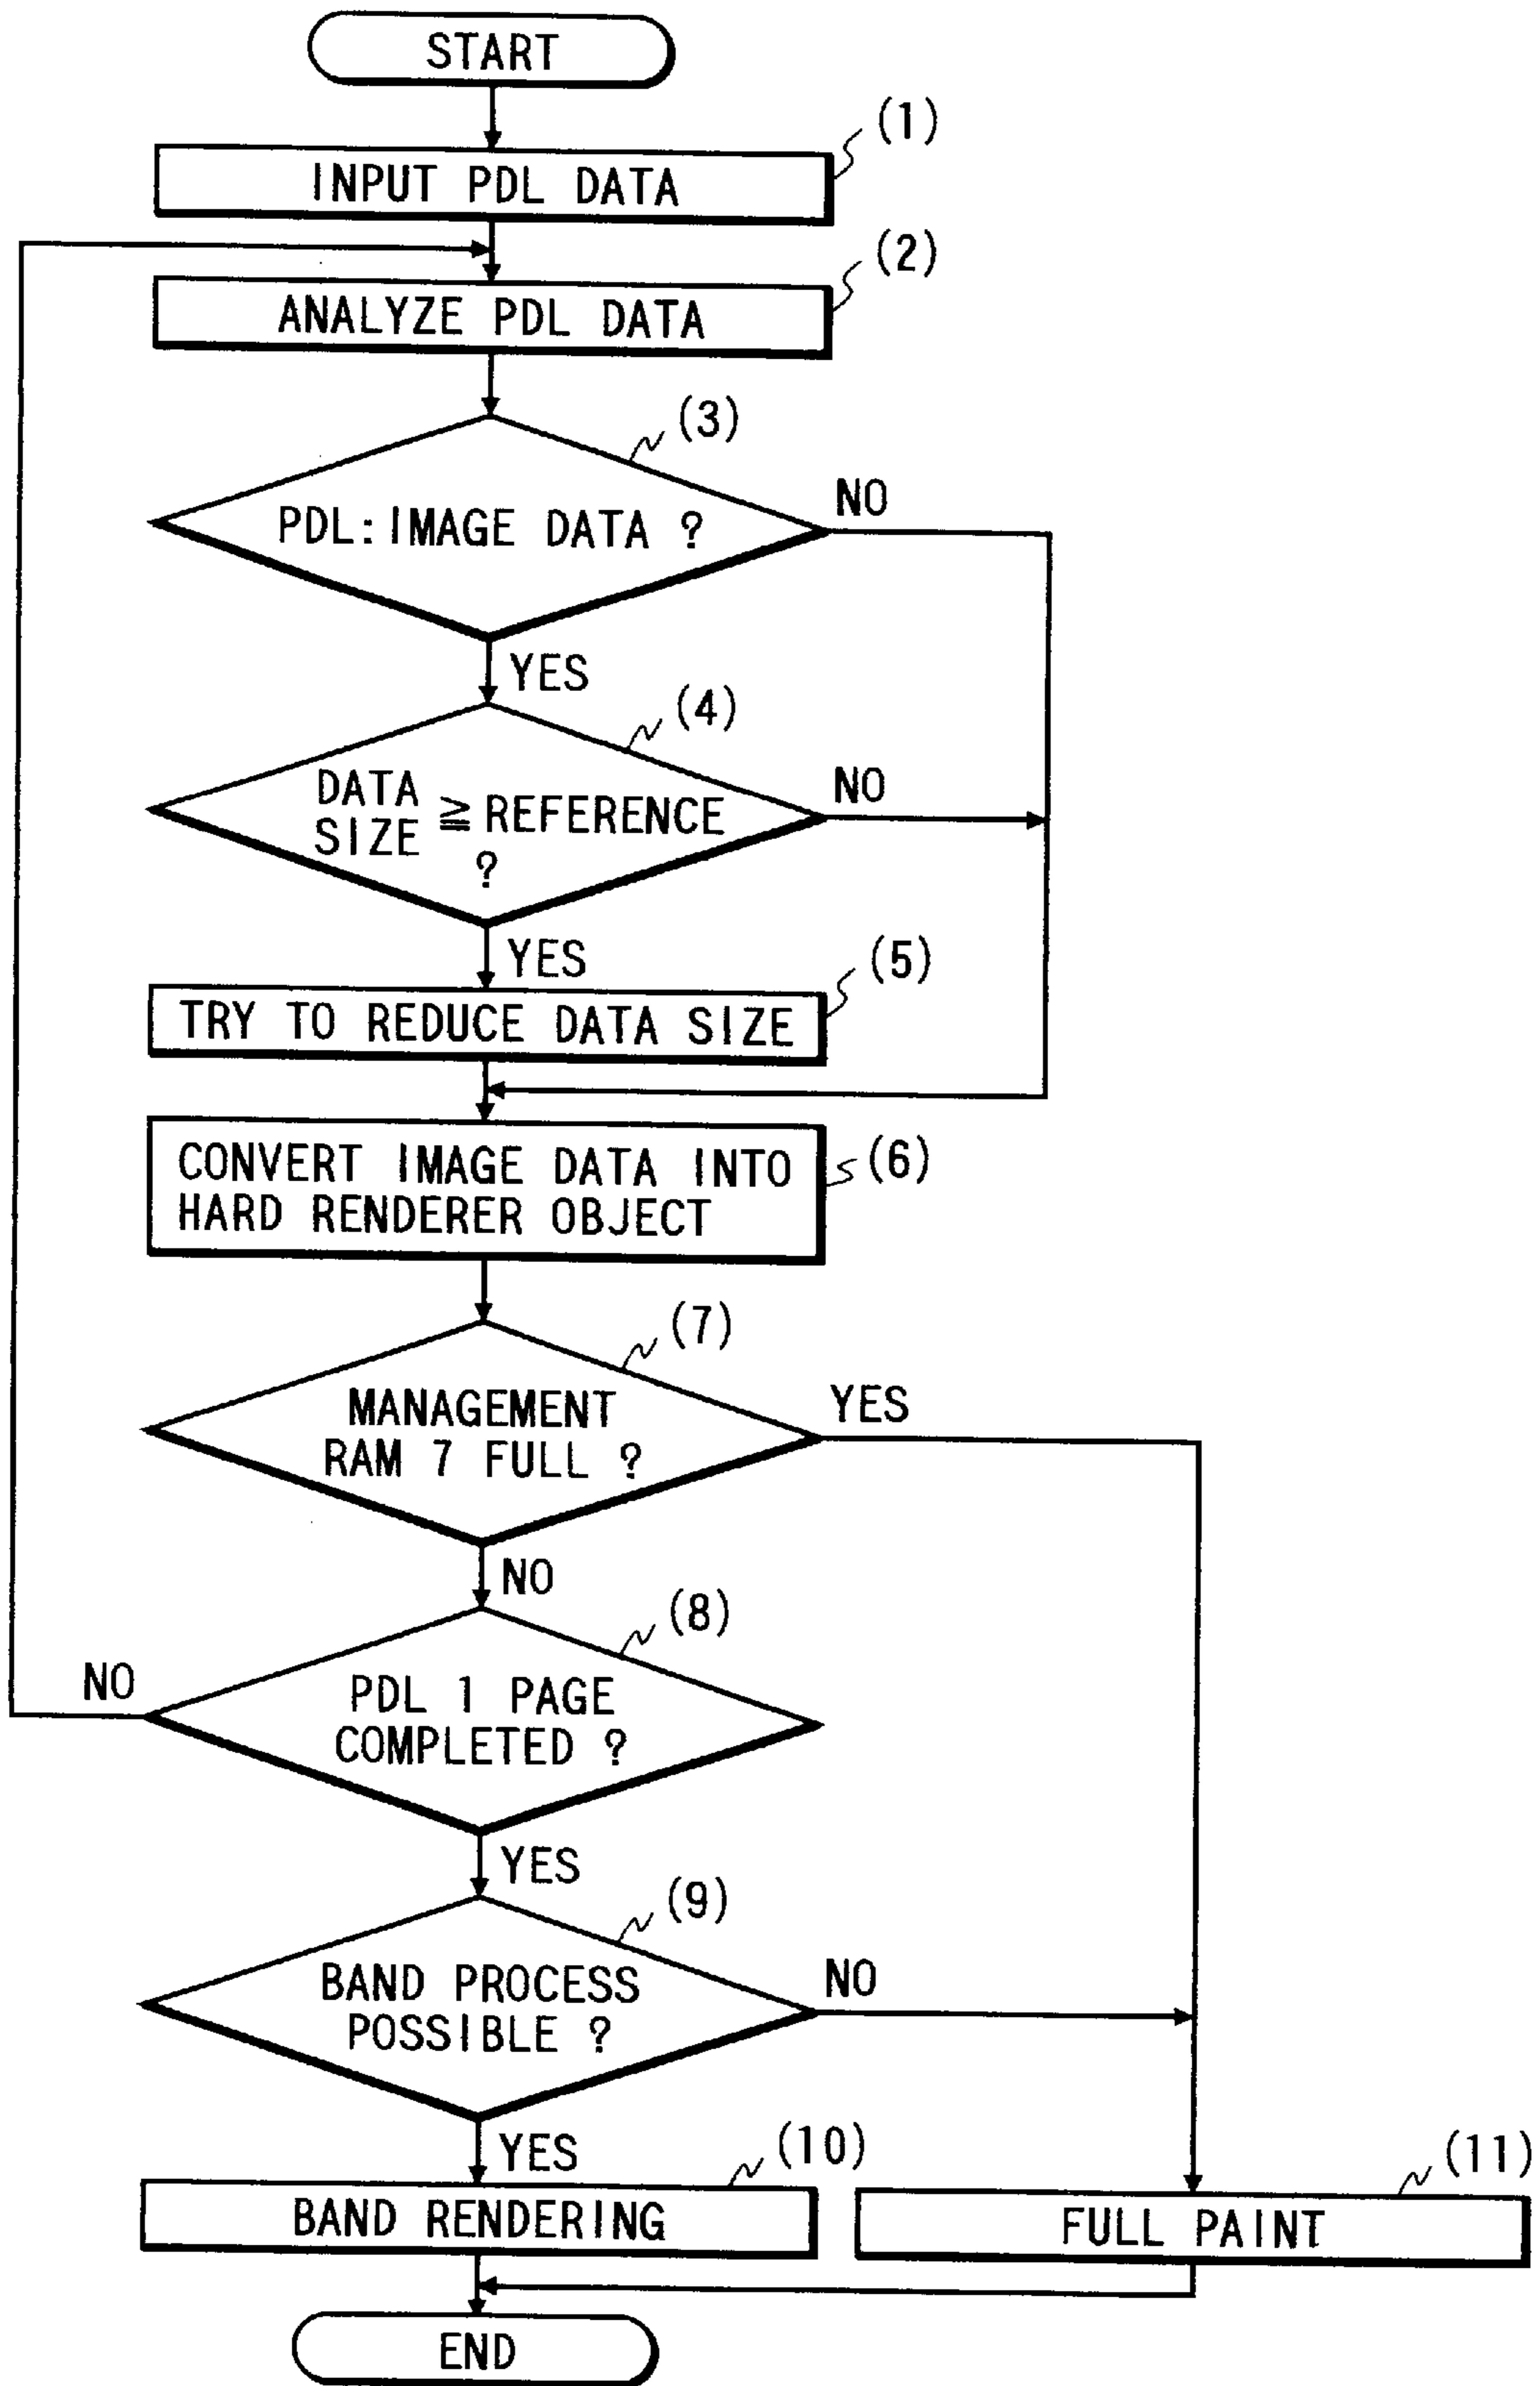 START
(1)
INPUT PDL DATA
(2)
ANALYZE PDL DATA
(3)
PDL:IMAGE DATA ?
NO
YES
(4)
DATA
SIZE ≧ REFERENCE
?
NO
YES
(5)
TRY TO REDUCE DATA SIZE
(6)
CONVERT IMAGE DATA INTO
HARD RENDERER OBJECT
(7)
MANAGEMENT
RAM 7 FULL ?
YES
NO
(8)
PDL 1 PAGE
COMPLETED ?
NO
YES
(9)
BAND PROCESS
POSSIBLE ?
NO
YES
(10)
BAND RENDERING
(11)
FULL PAINT
END